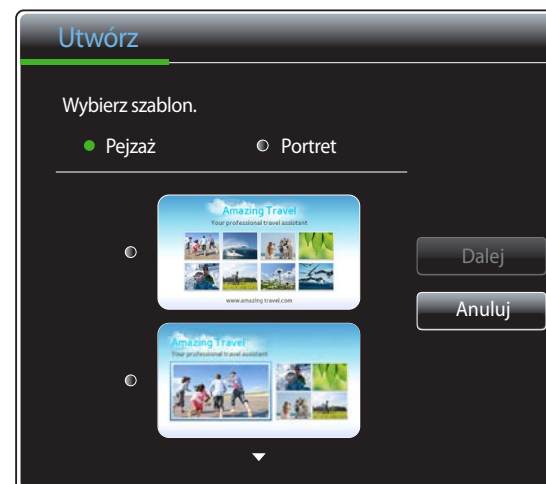 Utwórz
Wybierz szablon.
Pejzaż
Portret
Amazing Travel
Your professional travel assistant
www.amazing travel.com
Dalej
Anuluj
Amazing Travel
Your professional travel assistant